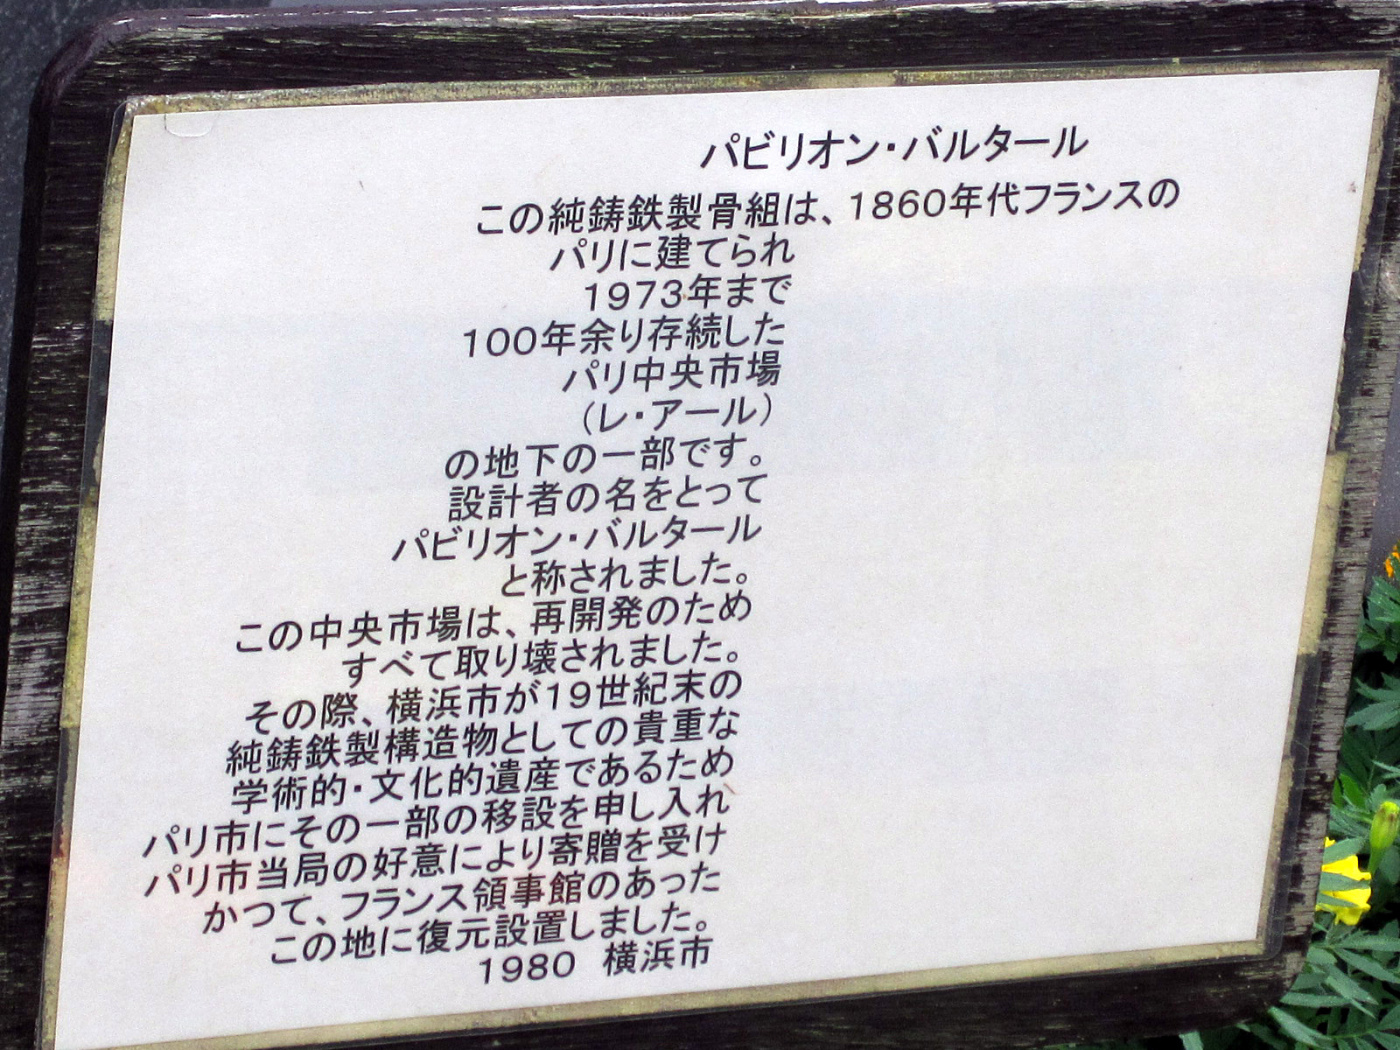 パビリオン・バルタール
この純鋳鉄製骨組は、1860年代フランスの
パリに建てられ
1973年まで
100年余り存続した
パリ中央市場
（レ・アール）
の地下の一部です。
設計者の名をとって
パビリオン・バルタール
と称されました。
この中央市場は、再開発のため
すべて取り壊されました。
その際、横浜市が19世紀末の
純鋳鉄製構造物としての貴重な
学術的・文化的遺産であるため
パリ市にその一部の移設を申し入れ
パリ市当局の好意により寄贈を受け
かつて、フランス領事館のあった
この地に復元設置しました。
1980　横浜市